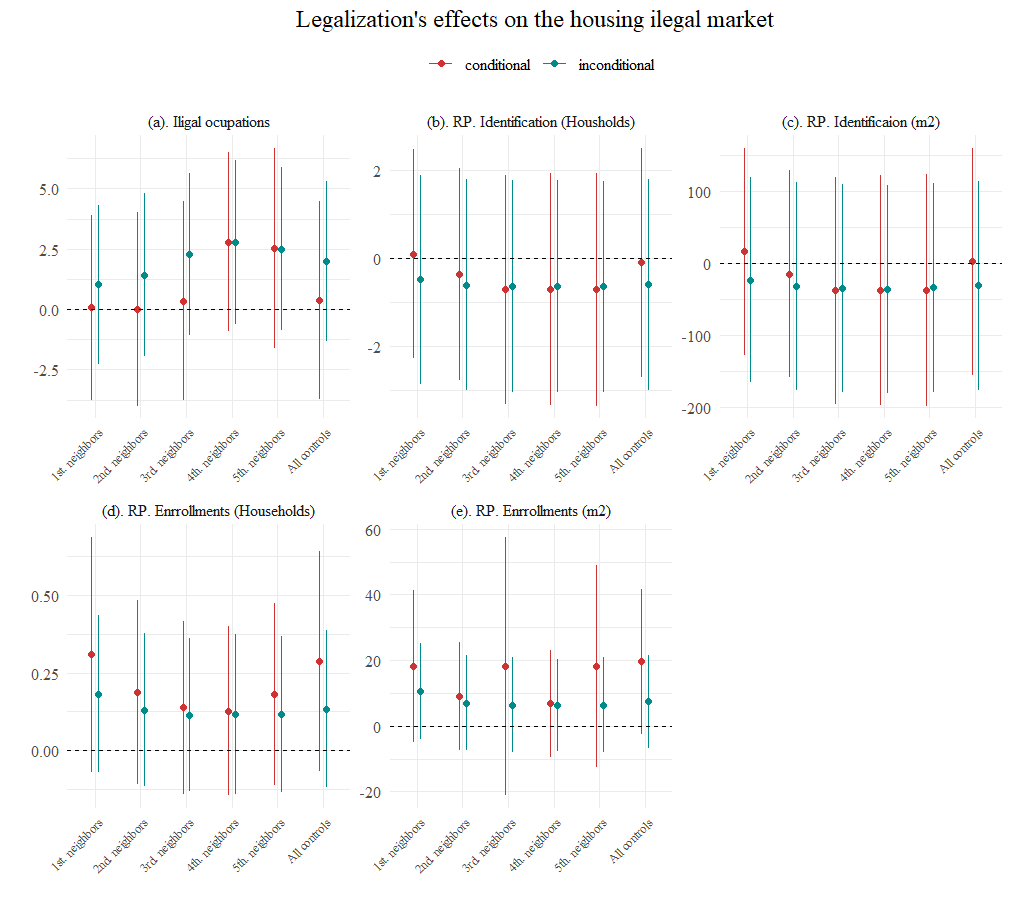 Legalization's effects on the housing ilegal market
conditional inconditional
(a). Iligal ocupations
5.0
2.5
0.0
-2.5
1st. neighbors
2nd. neighbors
3rd. neighbors
4th. neighbors
5th. neighbors
All controls
(b). RP. Identification (Housholds)
2
0
-2
1st. neighbors
2nd. neighbors
3rd. neighbors
4th. neighbors
5th. neighbors
All controls
(c). RP. Identificaion (m2)
100
0
-100
-200
1st. neighbors
2nd. neighbors
3rd. neighbors
4th. neighbors
5th. neighbors
All controls
(d). RP. Enrrollments (Households)
0.50
0.25
0.00
1st. neighbors
2nd. neighbors
3rd. neighbors
4th. neighbors
5th. neighbors
All controls
(e). RP. Enrrollments (m2)
60
40
20
0
-20
1st. neighbors
2nd. neighbors
3rd. neighbors
4th. neighbors
5th. neighbors
All controls